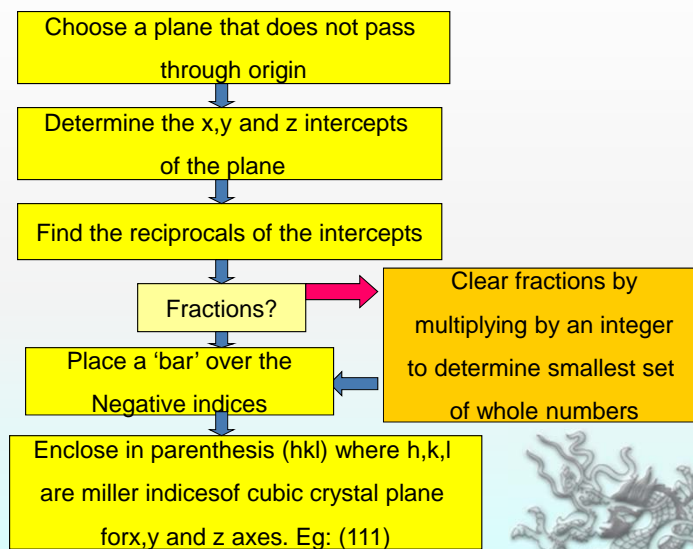 Choose a plane that does not pass
through origin
Determine the x,y and z intercepts
of the plane
Find the reciprocals of the intercepts
Fractions?
Clear fractions by
multiplying by an integer
to determine smallest set
of whole numbers
Place a ‘bar’ over the
Negative indices
Enclose in parenthesis (hkl) where h,k,l
are miller indicesof cubic crystal plane
forx,y and z axes. Eg: (111)